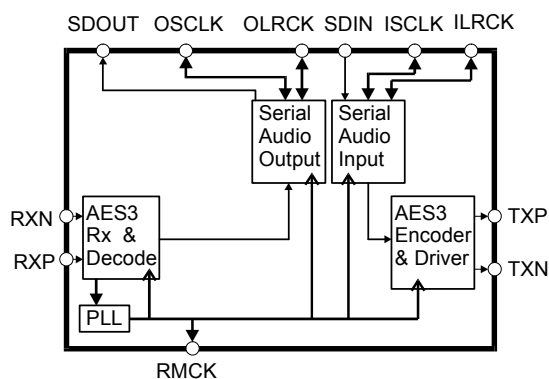 SDOUT OSCLK OLRCK SDIN ISCLK ILRCK
Serial
Audio
Output
Serial
Audio
Input
RXN
RXP
AES3
Rx &
Decode
AES3
Encoder
& Driver
TXP
TXN
PLL
RMCK